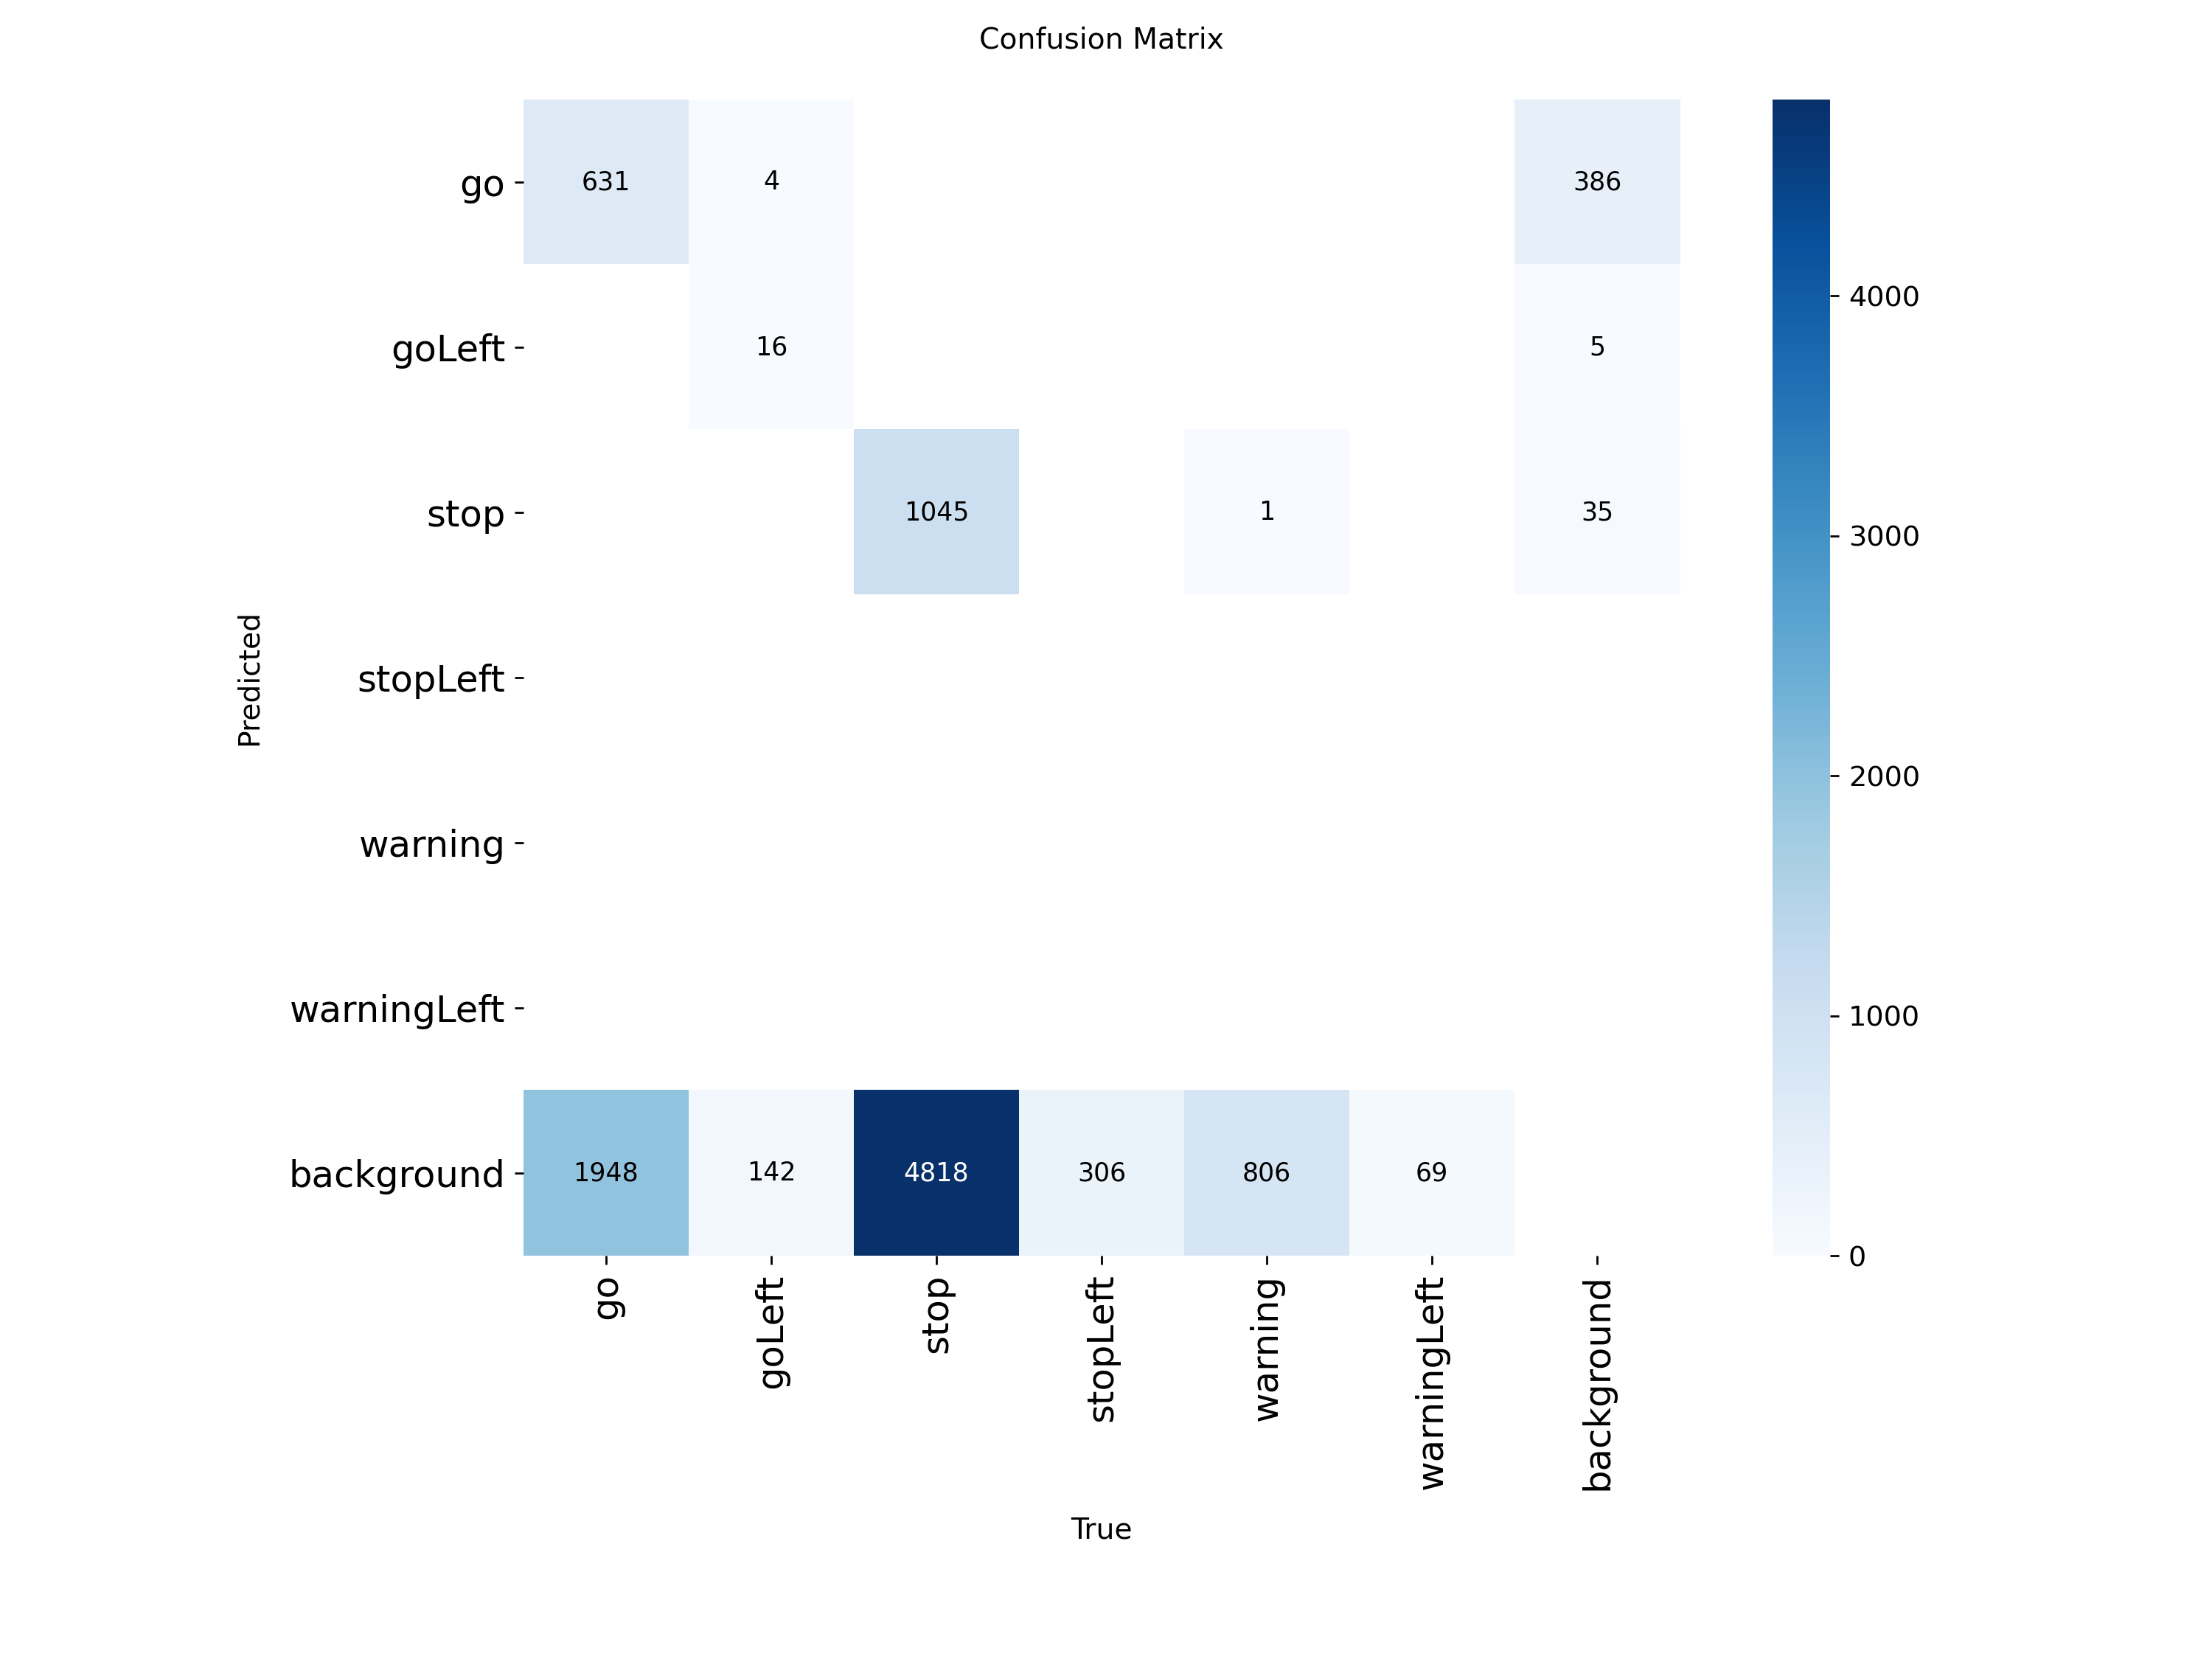 Confusion Matrix
go
631
4
386
goLeft
16
5
stop
1045
1
35
stopLeft
warning
warningLeft
background
1948
142
4818
306
806
69
go
goLeft
stop
stopLeft
warning
warningLeft
background
True
Predicted
4000
3000
2000
1000
0